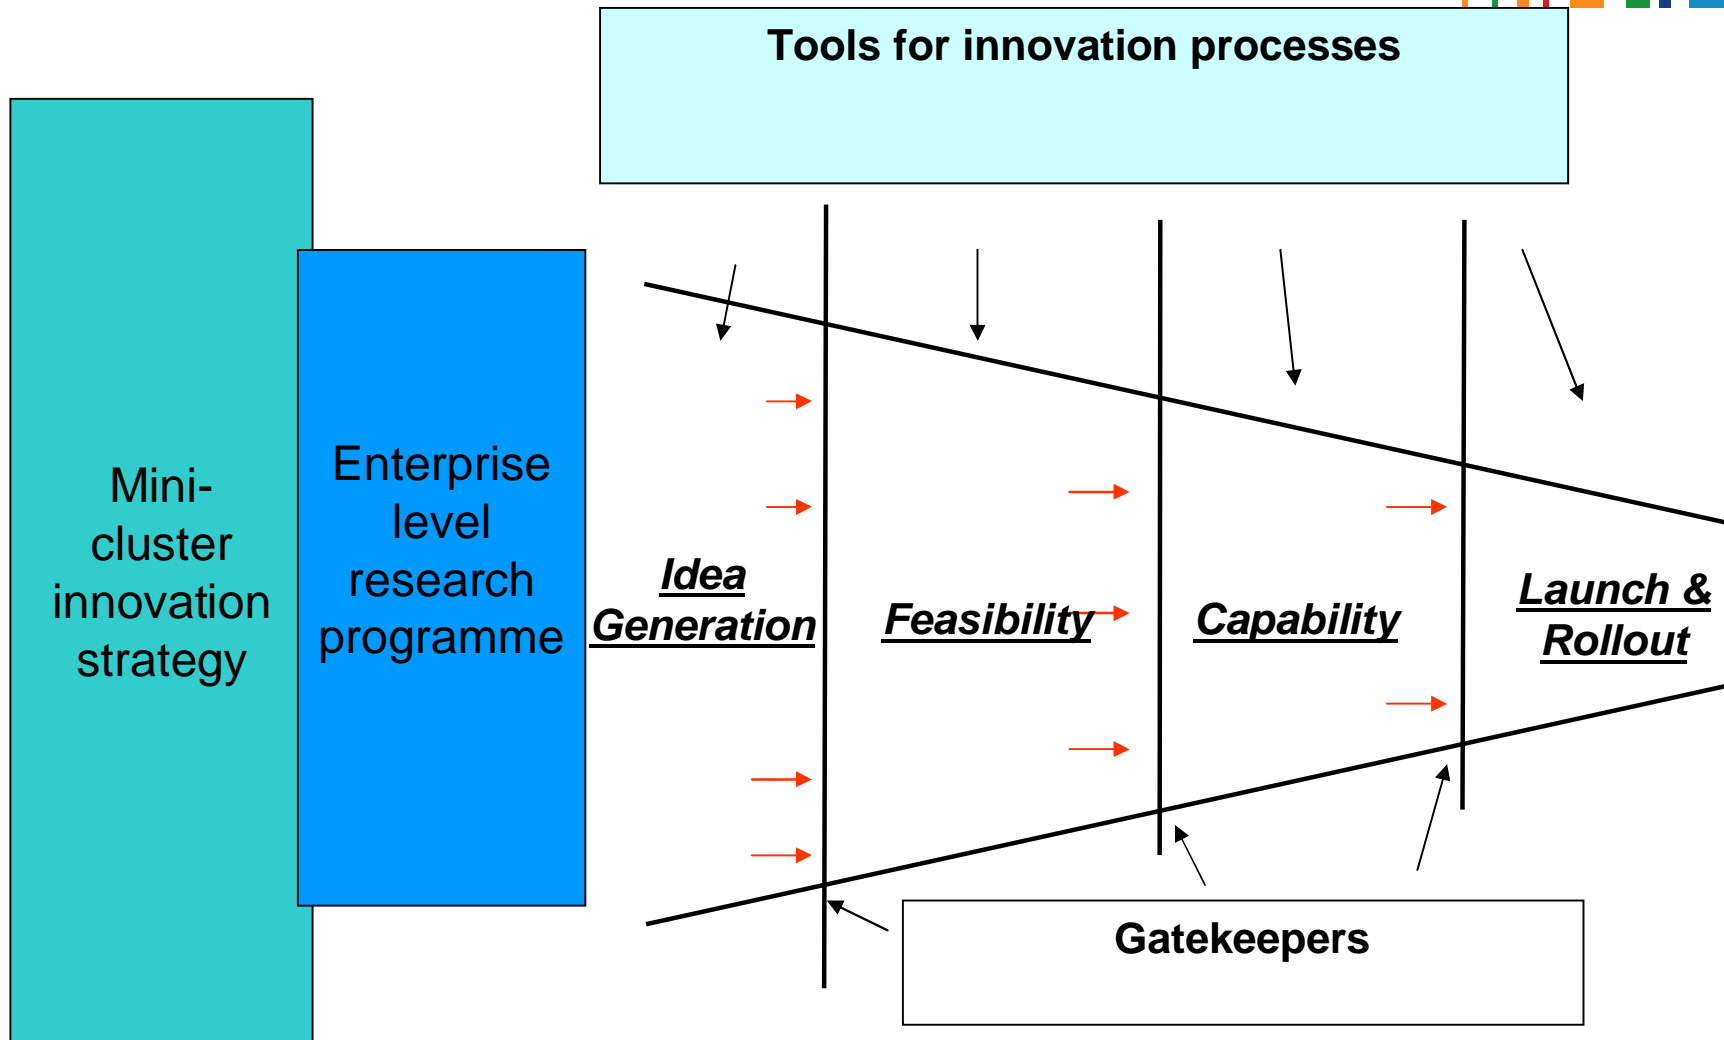 Tools for innovation processes
Mini-
cluster
innovation
strategy
Enterprise
level
research
programme
Idea
Generation
Feasibility
Capability
Launch &
Rollout
Gatekeepers